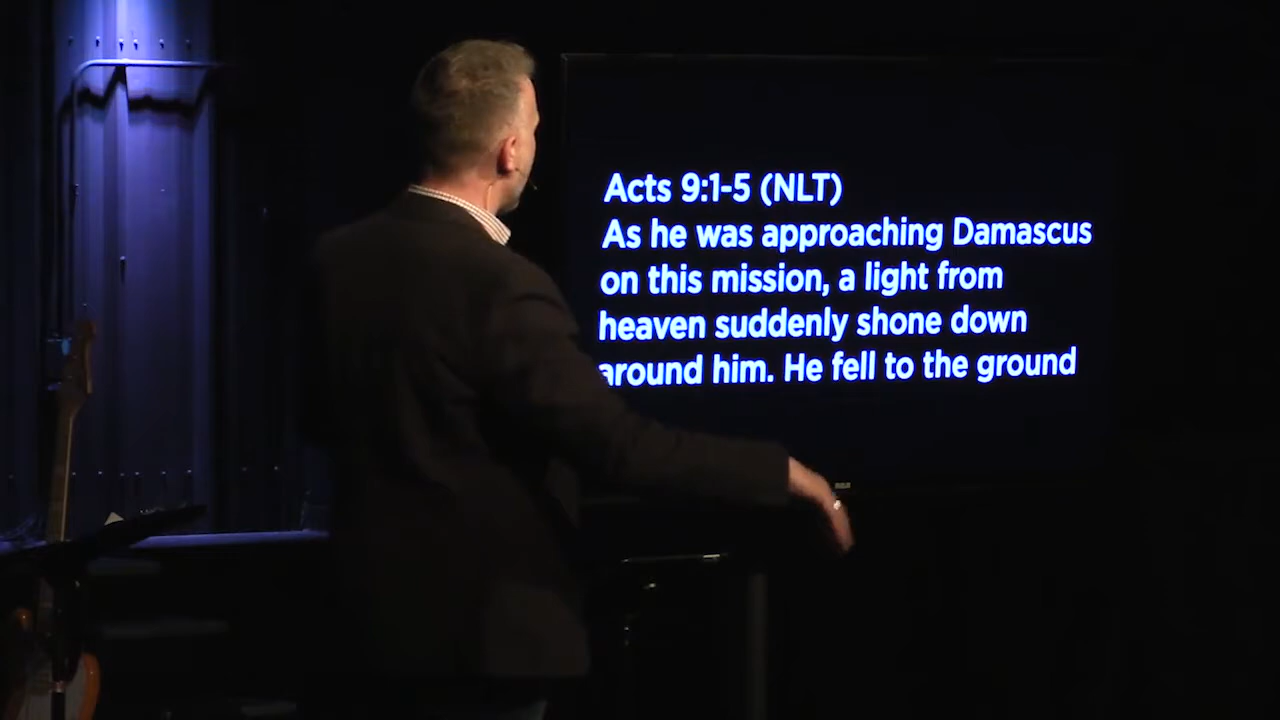 Acts 9:1-5 (NLT)
As he was approaching Damascus
on this mission, a light from
heaven suddenly shone down
around him. He fell to the ground